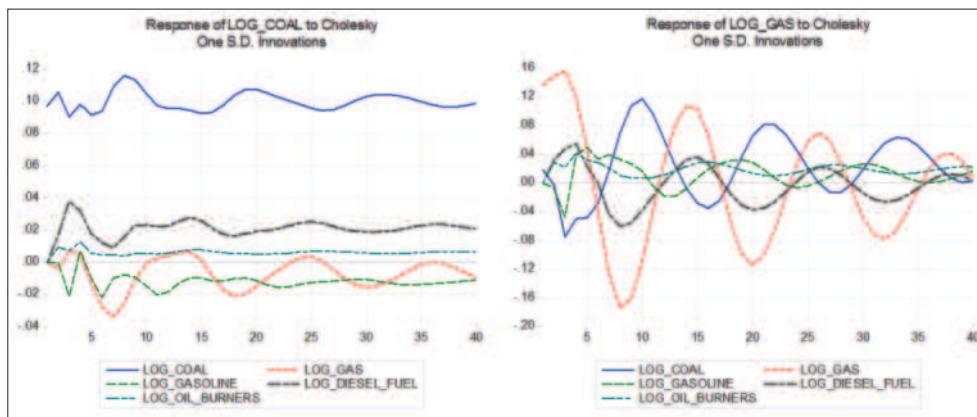 Response of LOG_COAL to Cholesky
One S.D. Innovations
.12
.10
.08
.06
.04
.02
.00
-.02
-.04
5
10
15
20
25
30
35
40
LOG_COAL
LOG_GAS
LOG_GASOLINE
LOG_DIESEL_FUEL
LOG_OIL_BURNERS
Response of LOG_GAS to Cholesky
One S.D. Innovations
.16
.12
.08
.04
.00
-.04
-.08
-.12
-.16
-.20
5
10
15
20
25
30
35
40
LOG_COAL
LOG_GAS
LOG_GASOLINE
LOG_DIESEL_FUEL
LOG_OIL_BURNERS